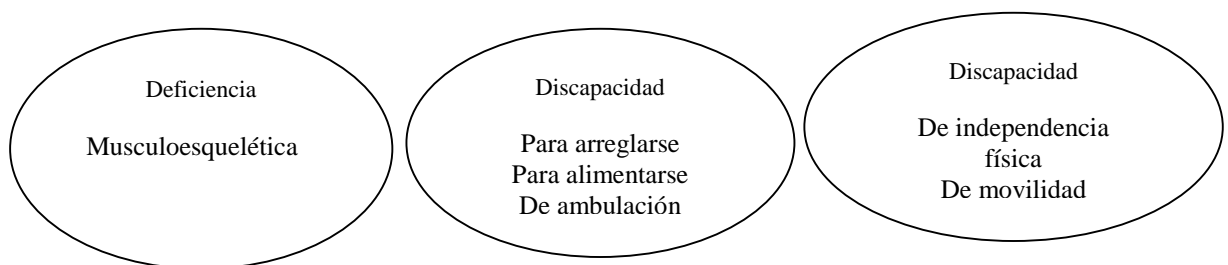 Deficiencia
Musculoesquelética
Discapacidad
Para arreglarse
Para alimentarse
De ambulación
Discapacidad
De independencia
física
De movilidad